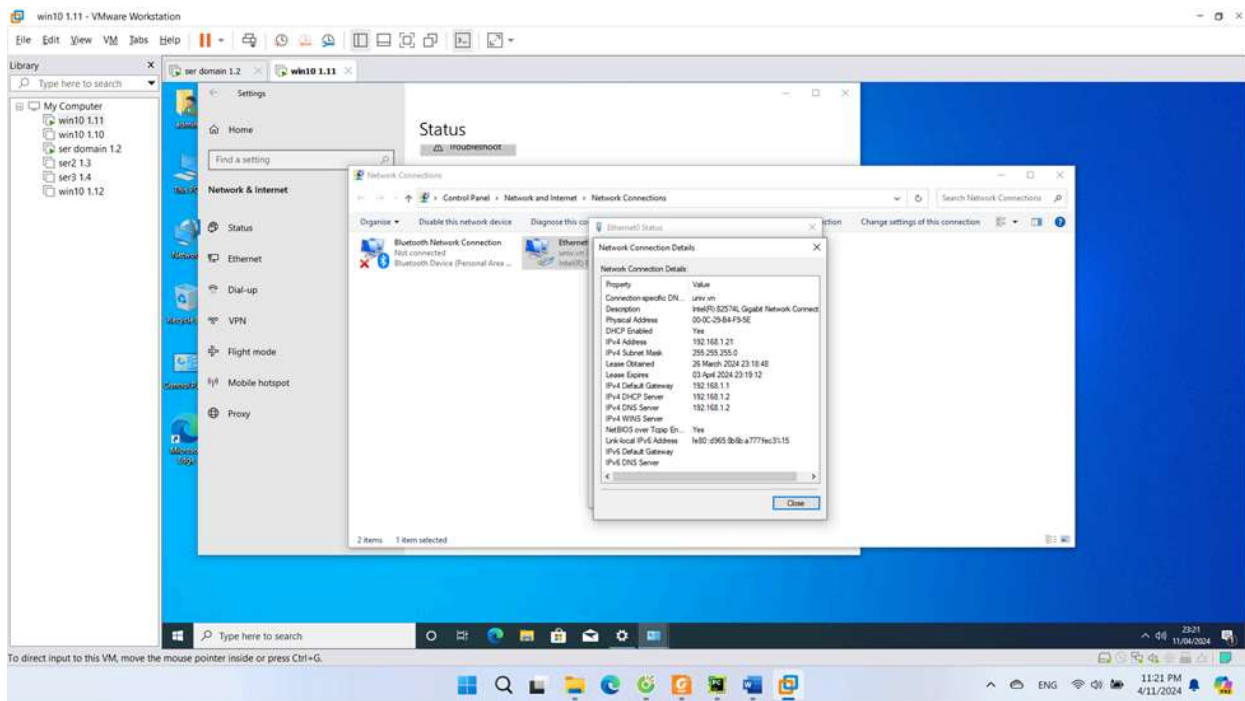 win10 1.11 - VMware Workstation
File Edit View VM Tabs Help
Library
Type here to search
My Computer
win10 1.11
win10 1.10
ser domain 1.2
ser2 1.3
ser3 1.4
win10 1.12
ser domain 1.2
win10 1.11
Settings
Home
Find a setting
Network & Internet
Status
Ethernet
Dial-up
VPN
Flight mode
Mobile hotspot
Proxy
Status
Troubleshoot
Network Connections
Control Panel > Network and Internet > Network Connections
Search Network Connections
Organise Disable this network device Diagnose this co
Change settings of this connection
Bluetooth Network Connection
Not connected
Bluetooth Device (Personal Area ...
Ethernet
Ethernet0 Status
Network Connection Details
Network Connection Details:
Property Value
Connection-specific DN... univ.vn
Description Intel(R) 82574L Gigabit Network Connect
Physical Address 00-0C-29-B4-F9-5E
DHCP Enabled Yes
IPv4 Address 192.168.1.21
IPv4 Subnet Mask 255.255.255.0
Lease Obtained 26 March 2024 23:18:48
Lease Expires 03 April 2024 23:19:12
IPv4 Default Gateway 192.168.1.1
IPv4 DHCP Server 192.168.1.2
IPv4 DNS Server 192.168.1.2
IPv4 WINS Server
NetBIOS over Tcpip En... Yes
Link-local IPv6 Address
IPv6 Default Gateway
IPv6 DNS Server
Close
2 items 1 item selected
Type here to search
23:21
11/04/2024
To direct input to this VM, move the mouse pointer inside or press Ctrl+G.
ENG
11:21 PM
4/11/2024